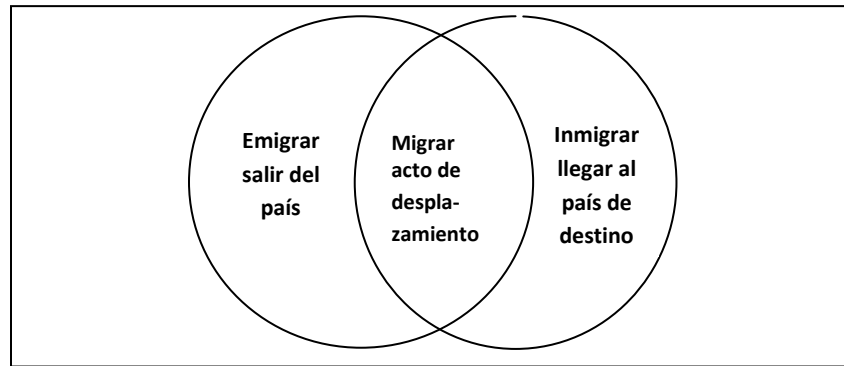 Emigrar
salir del
país
Migrar
acto de
despla-
zamiento
Inmigrar
llegar al
país de
destino